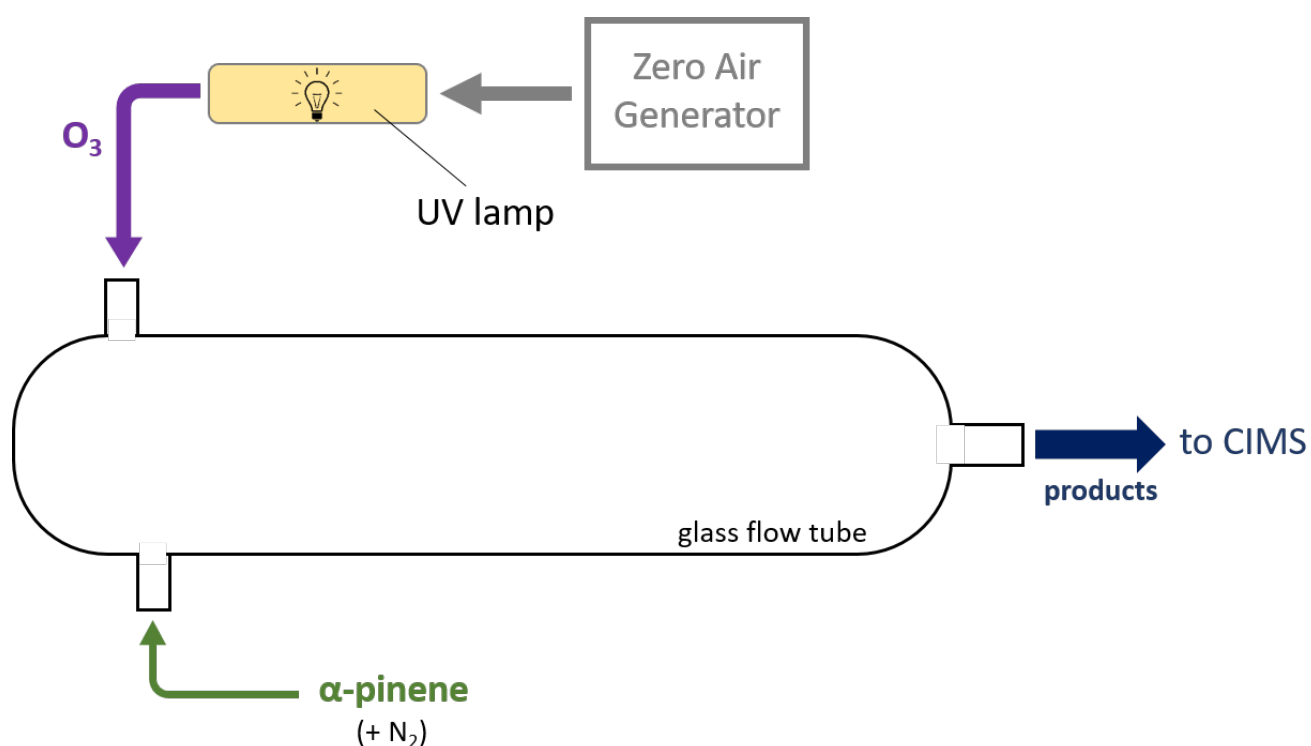 Zero Air
Generator
O₃
UV lamp
to CIMS
products
glass flow tube
α-pinene
(+ N₂)